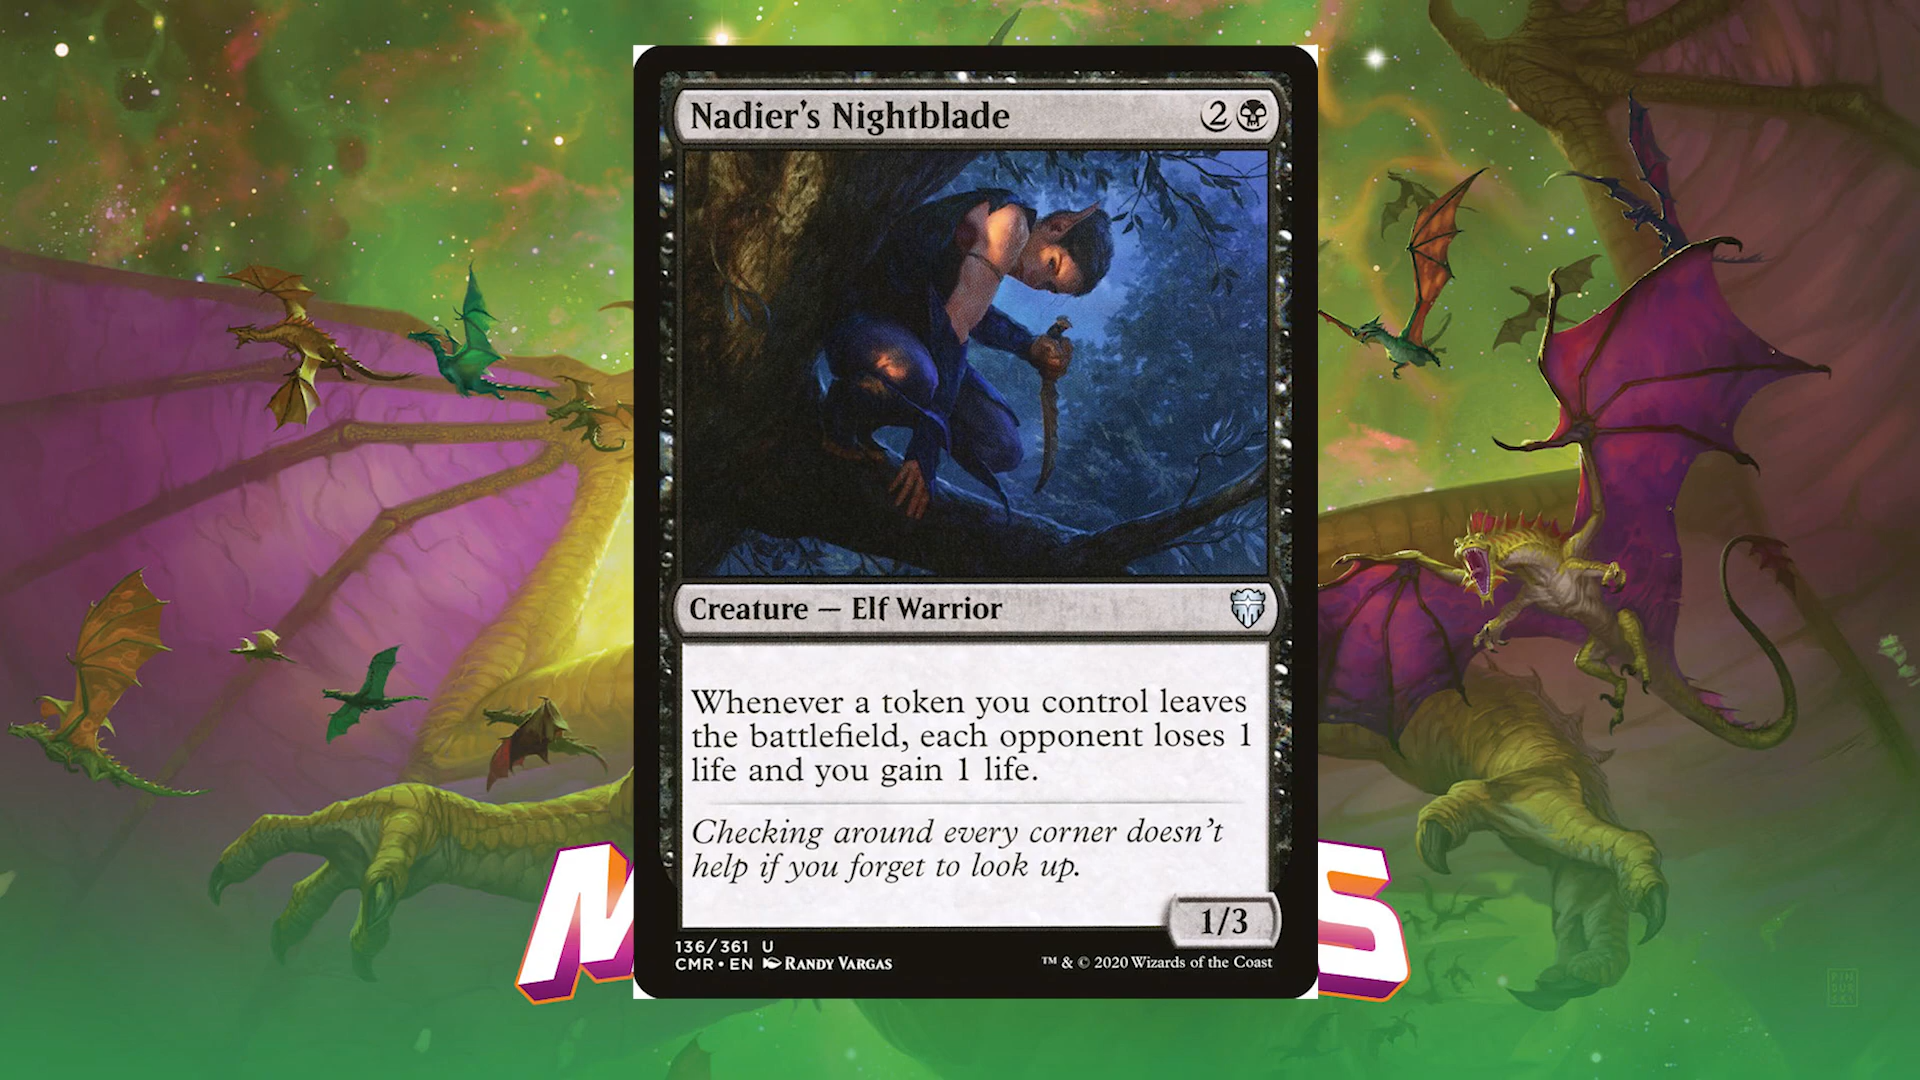 Nadier's Nightblade 2
Creature — Elf Warrior
Whenever a token you control leaves
the battlefield, each opponent loses 1
life and you gain 1 life.
Checking around every corner doesn't
help if you forget to look up.
1/3
136/361 U
CMR • EN Randy Vargas
™ & © 2020 Wizards of the Coast
M
S